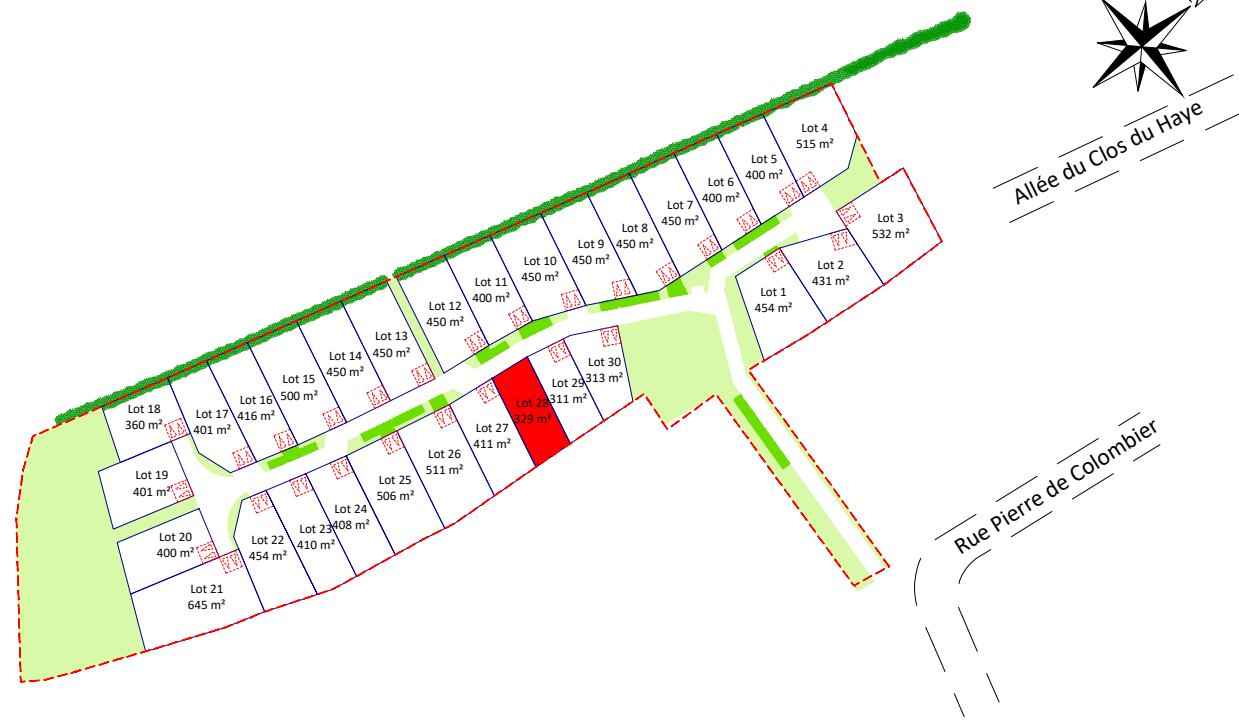 Allée du Clos du Haye
Lot 4
515 m²
Lot 5
400 m²
Lot 6
400 m²
Lot 7
450 m²
Lot 8
450 m²
Lot 9
450 m²
Lot 10
450 m²
Lot 11
400 m²
Lot 12
450 m²
Lot 13
450 m²
Lot 14
450 m²
Lot 15
500 m²
Lot 16
416 m²
Lot 17
401 m²
Lot 18
360 m²
Lot 19
401 m²
Lot 20
400 m²
Lot 21
645 m²
Lot 22
454 m²
Lot 23
410 m²
Lot 24
408 m²
Lot 25
506 m²
Lot 26
511 m²
Lot 27
411 m²
Lot 28
329 m²
Lot 29
311 m²
Lot 30
313 m²
Lot 1
454 m²
Lot 2
431 m²
Lot 3
532 m²
Rue Pierre de Colombier